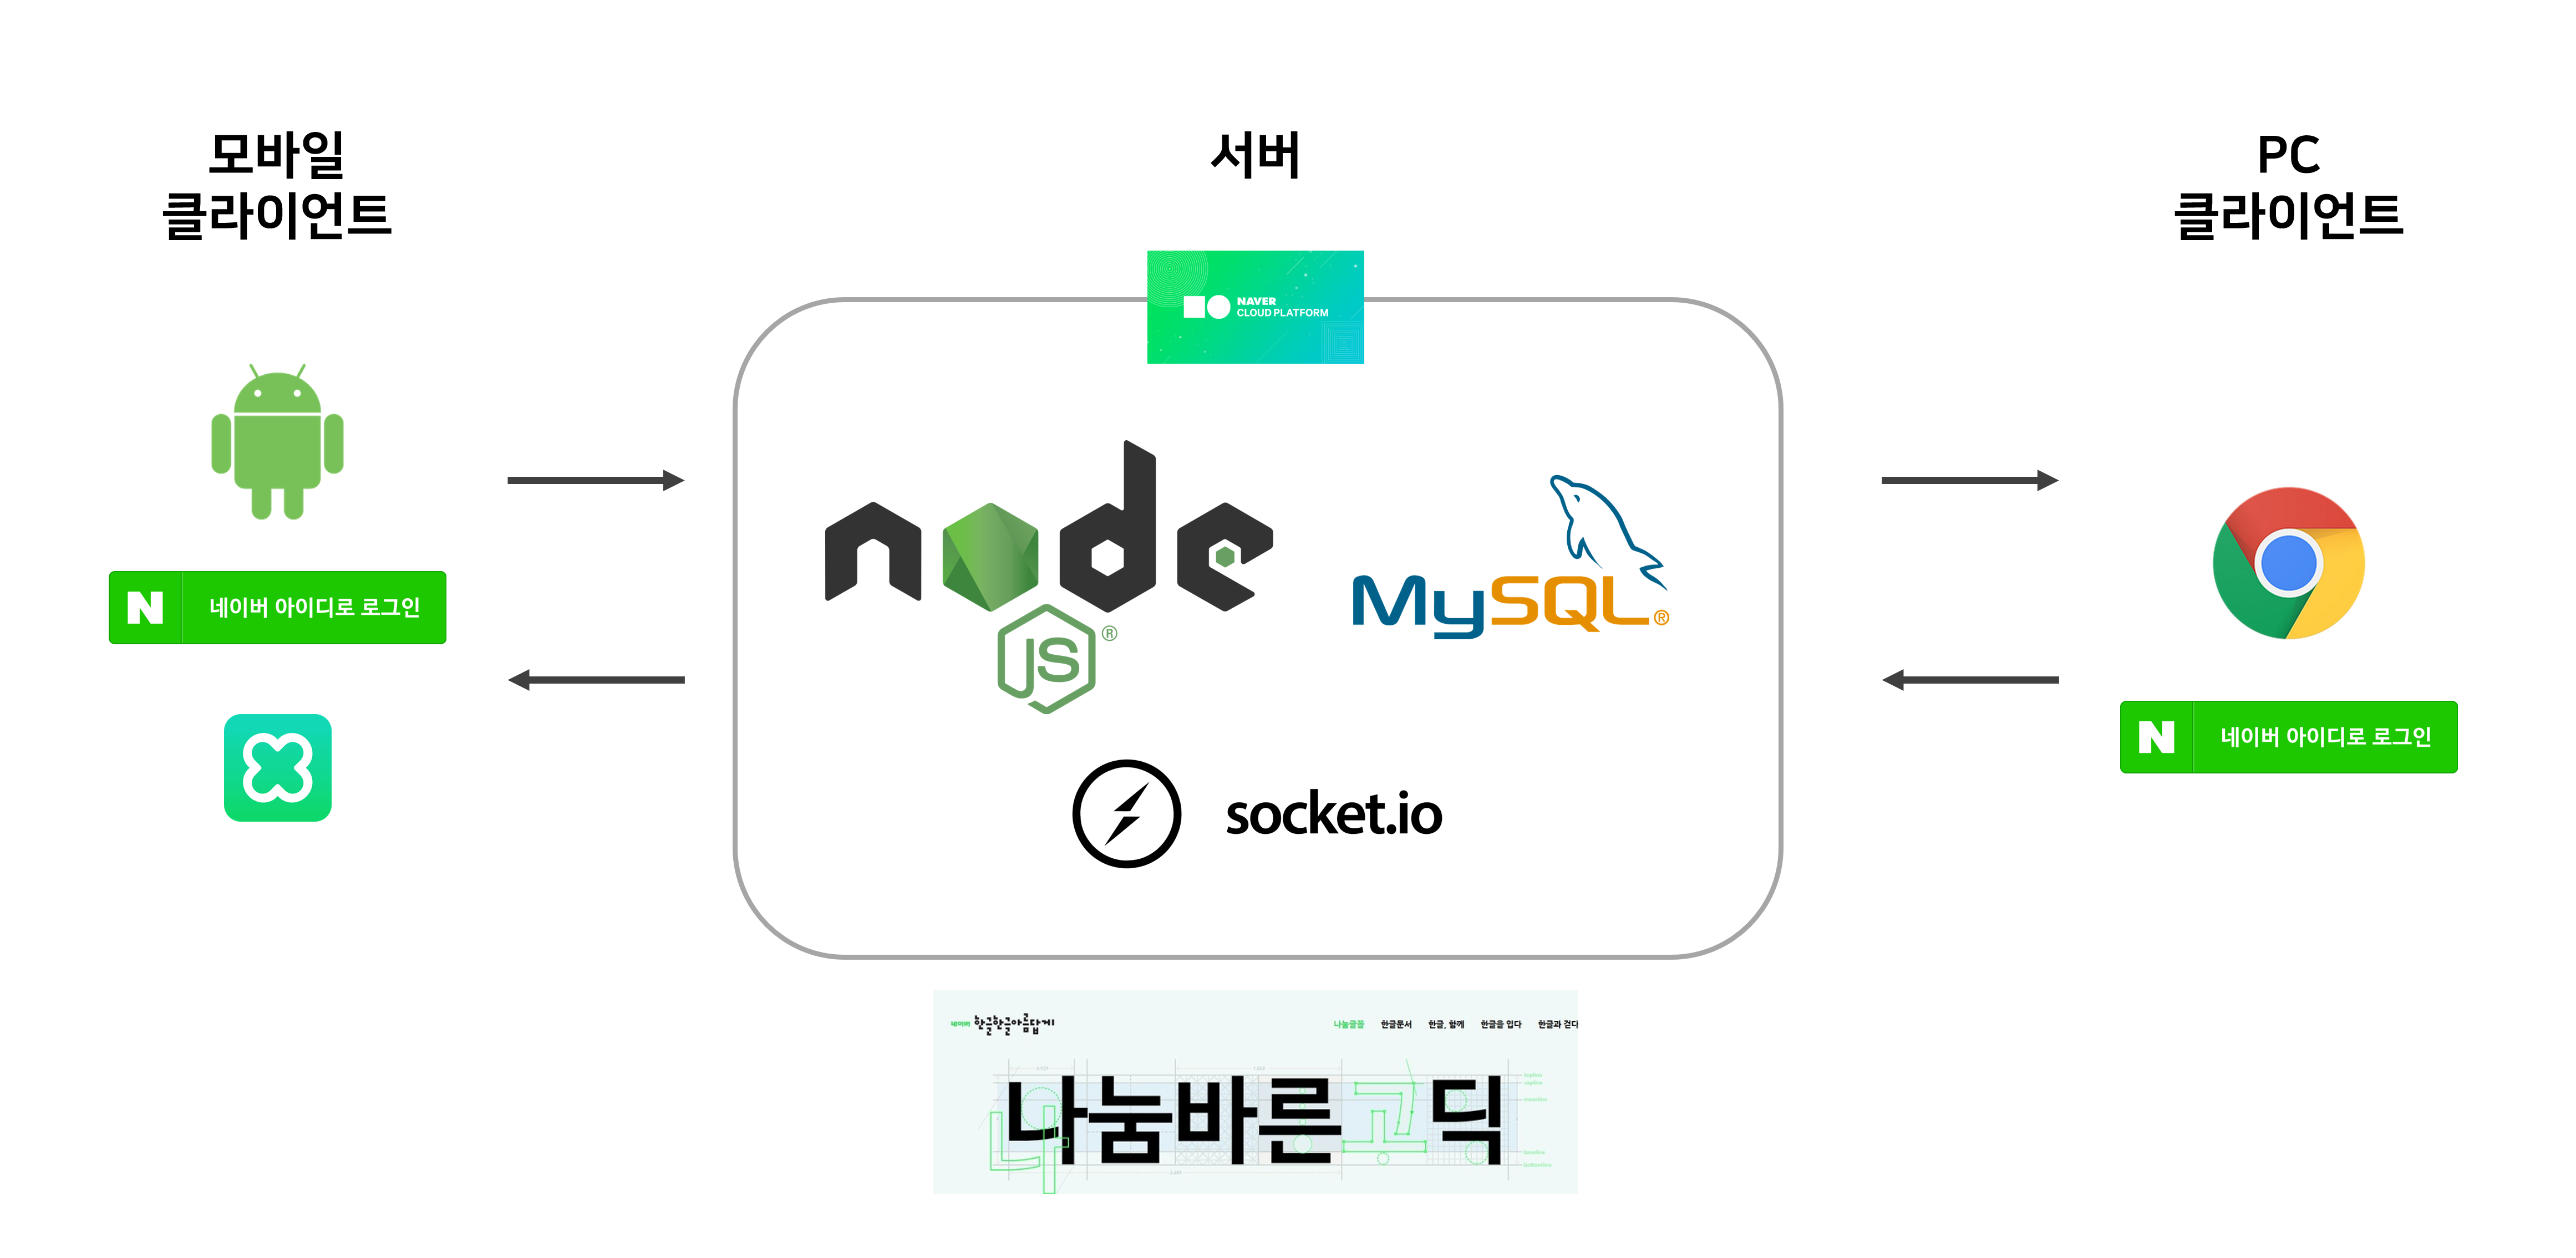 모바일
클라이언트
서버
PC
클라이언트
NAVER
CLOUD PLATFORM
node
JS ®
MySQL®
socket.io
N 네이버 아이디로 로그인
N 네이버 아이디로 로그인
네이버 한글한글아름답게
나눔글꼴 한글문서 한글, 함께 한글을 입다 한글과 걷다
나눔바른고딕
나
baseline
bottomline